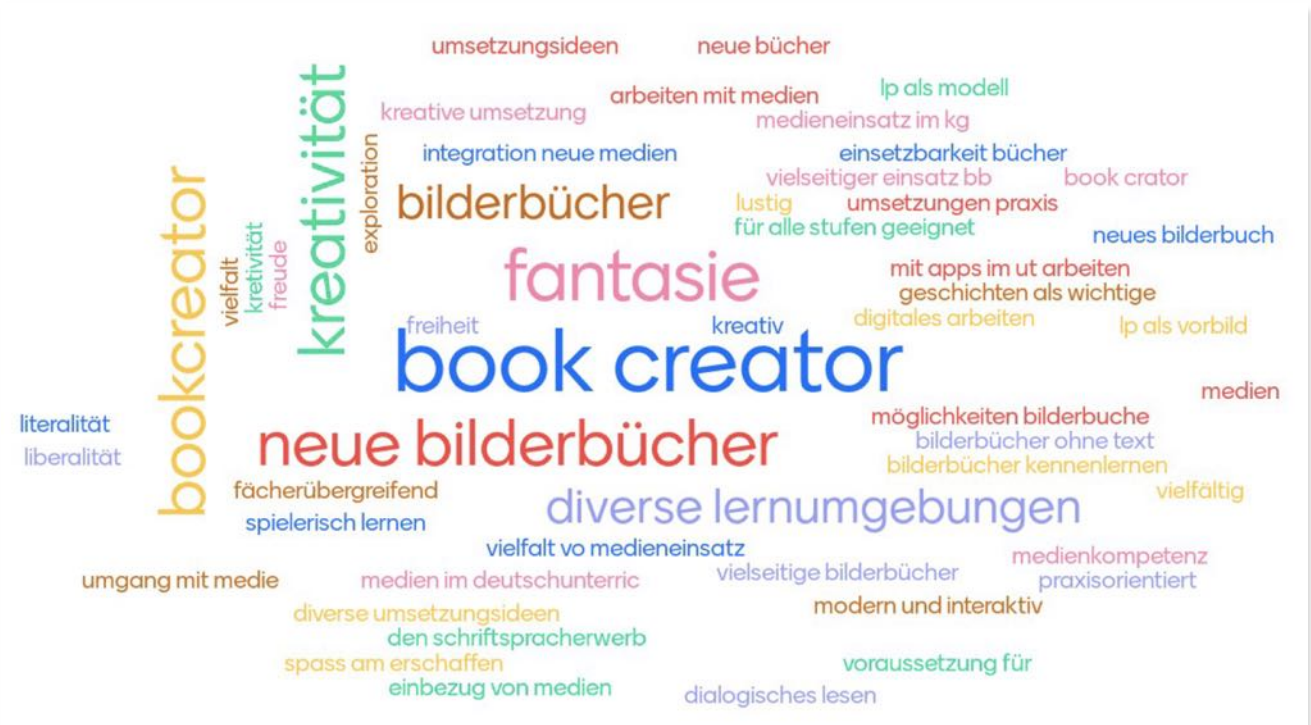 umsetzungsideen
neue bücher
kreativität
lp als modell
arbeiten mit medien
kreative umsetzung
medieneinsatz im kg
exploration
integration neue medien
einsetzbarkeit bücher
bookcreator
vielseitiger einsatz bb
book crator
bilderbücher
lustig
umsetzungen praxis
für alle stufen geeignet
neues bilderbuch
vielfalt
kretivität
freude
fantasie
mit apps im ut arbeiten
geschichten als wichtige
freiheit
kreativ
digitales arbeiten
lp als vorbild
book creator
medien
literalität
möglichkeiten bilderbuche
neue bilderbücher
bilderbücher ohne text
liberalität
bilderbücher kennenlernen
fächerübergreifend
vielfältig
diverse lernumgebungen
spielerisch lernen
vielfalt vo medieneinsatz
medienkompetenz
umgang mit medie
medien im deutschunterric
vielseitige bilderbücher
praxisorientiert
diverse umsetzungsideen
modern und interaktiv
den schriftspracherwerb
spass am erschaffen
voraussetzung für
einbezug von medien
dialogisches lesen